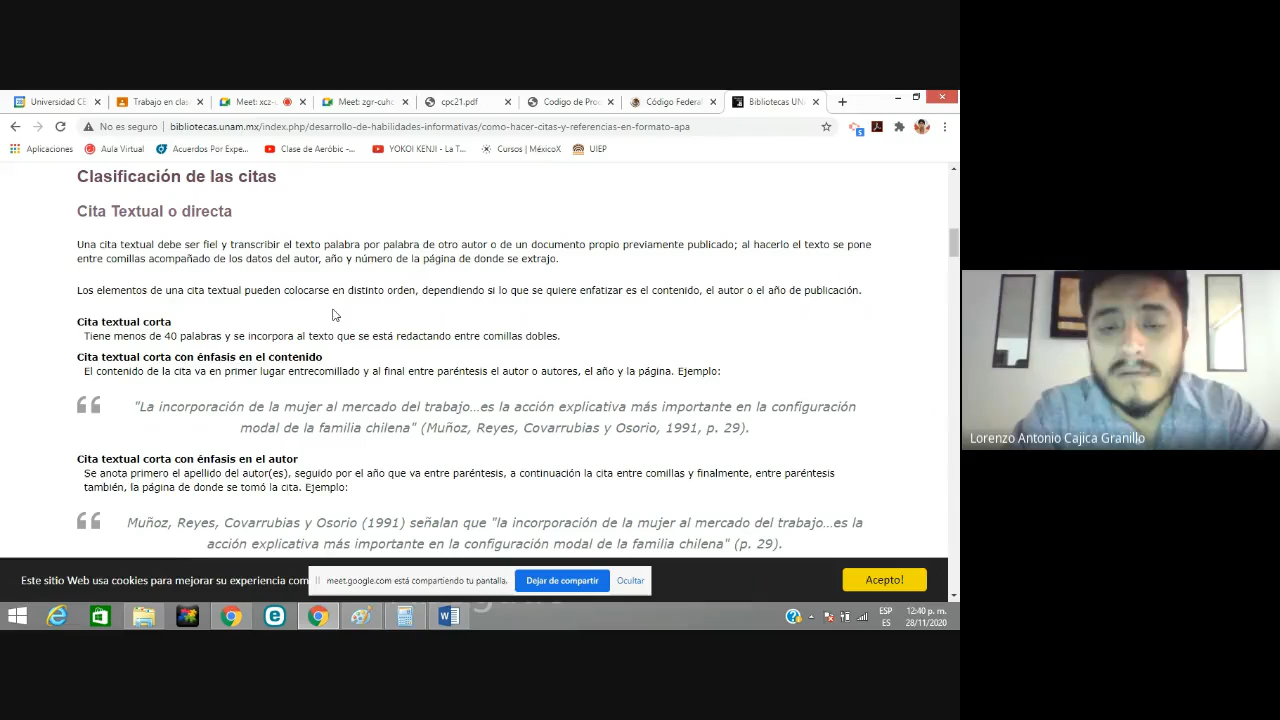 Universidad CE
Trabajo en clas
Meet: xcz-u
Meet: zgr-cuho
cpc21.pdf
Codigo de Proc
Código Federal
Bibliotecas UNA
No es seguro
bibliotecas.unam.mx/index.php/desarrollo-de-habilidades-informativas/como-hacer-citas-y-referencias-en-formato-apa
5
Aplicaciones
Aula Virtual
Acuerdos Por Expe...
Clase de Aeróbic -...
YOKOI KENJI - La T...
Cursos | MéxicoX
UIEP
Clasificación de las citas
Cita Textual o directa
Una cita textual debe ser fiel y transcribir el texto palabra por palabra de otro autor o de un documento propio previamente publicado; al hacerlo el texto se pone
entre comillas acompañado de los datos del autor, año y número de la página de donde se extrajo.
Los elementos de una cita textual pueden colocarse en distinto orden, dependiendo si lo que se quiere enfatizar es el contenido, el autor o el año de publicación.
Cita textual corta
Tiene menos de 40 palabras y se incorpora al texto que se está redactando entre comillas dobles.
Cita textual corta con énfasis en el contenido
El contenido de la cita va en primer lugar entrecomillado y al final entre paréntesis el autor o autores, el año y la página. Ejemplo:
"La incorporación de la mujer al mercado del trabajo...es la acción explicativa más importante en la configuración
modal de la familia chilena" (Muñoz, Reyes, Covarrubias y Osorio, 1991, p. 29).
Cita textual corta con énfasis en el autor
Se anota primero el apellido del autor(es), seguido por el año que va entre paréntesis, a continuación la cita entre comillas y finalmente, entre paréntesis
también, la página de donde se tomó la cita. Ejemplo:
Muñoz, Reyes, Covarrubias y Osorio (1991) señalan que "la incorporación de la mujer al mercado del trabajo...es la
acción explicativa más importante en la configuración modal de la familia chilena" (p. 29).
Este sitio Web usa cookies para mejorar su experiencia com
meet.google.com está compartiendo tu pantalla.
Dejar de compartir
Ocultar
Acepto!
ESP
ES
12:40 p. m.
28/11/2020
Lorenzo Antonio Cajica Granillo